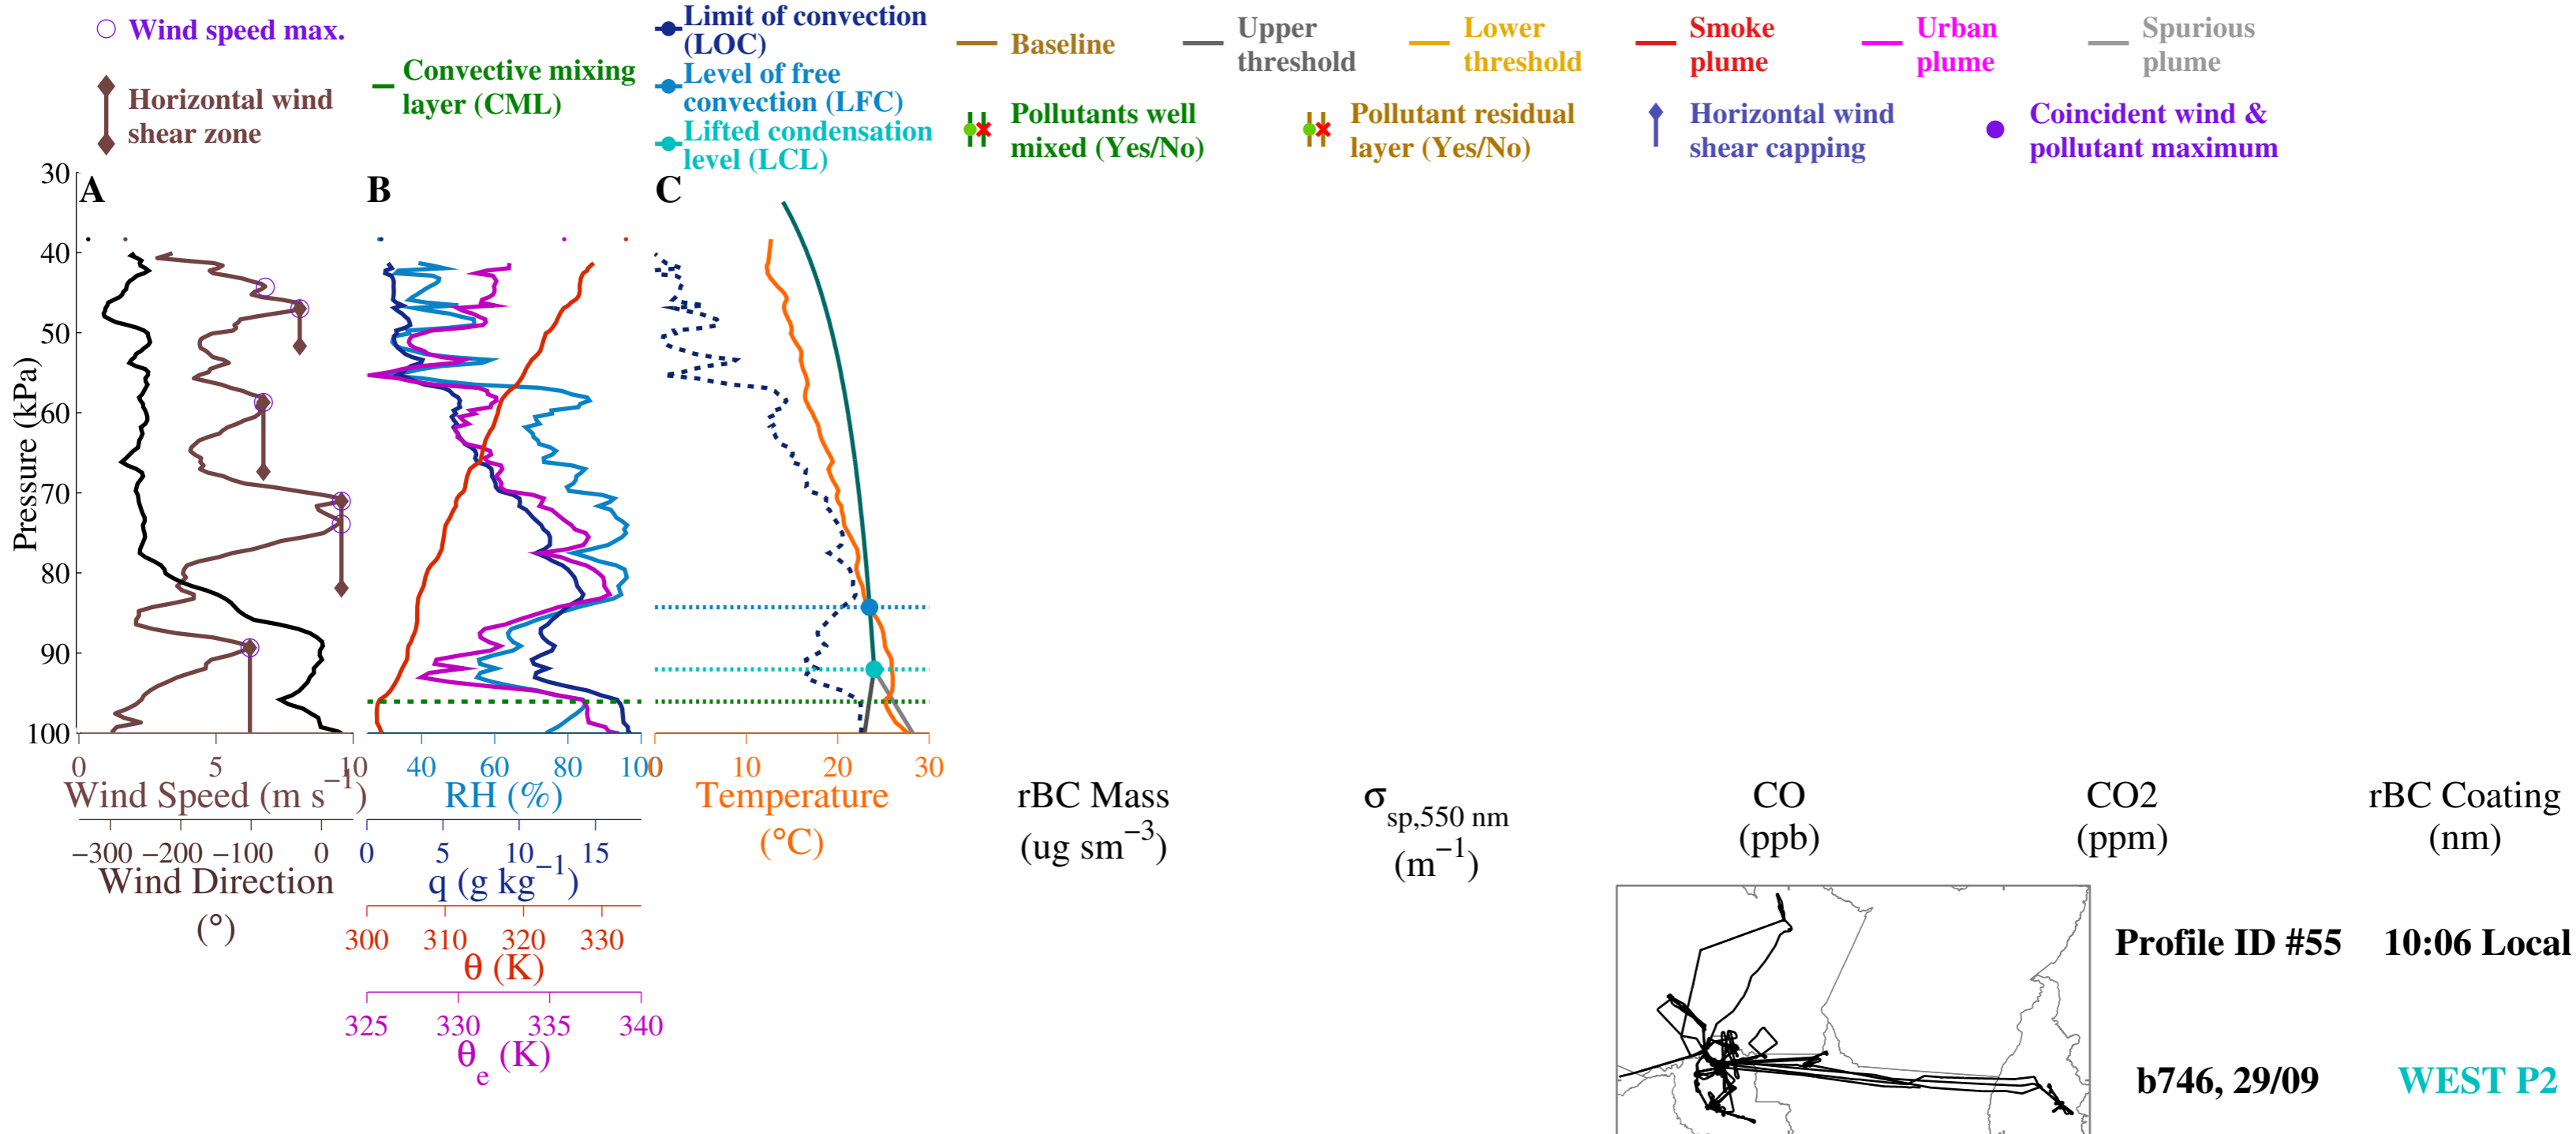 Wind speed max.
Horizontal wind
shear zone
Convective mixing
layer (CML)
Limit of convection
(LOC)
Level of free
convection (LFC)
Lifted condensation
level (LCL)
Baseline
Upper
threshold
Lower
threshold
Smoke
plume
Urban
plume
Spurious
plume
Pollutants well
mixed (Yes/No)
Pollutant residual
layer (Yes/No)
Horizontal wind
shear capping
Coincident wind &
pollutant maximum
A
B
C
30
40
50
60
70
80
90
100
Pressure (kPa)
0 5 10
Wind Speed (m s⁻¹)
−300 −200 −100 0
Wind Direction
(°)
40 60 80 100
RH (%)
0 5 10 15
q (g kg⁻¹)
300 310 320 330
θ (K)
325 330 335 340
θe (K)
0 10 20 30
Temperature
(°C)
rBC Mass
(ug sm⁻³)
σsp,550 nm
(m⁻¹)
CO
(ppb)
CO2
(ppm)
rBC Coating
(nm)
Profile ID #55 10:06 Local
b746, 29/09 WEST P2